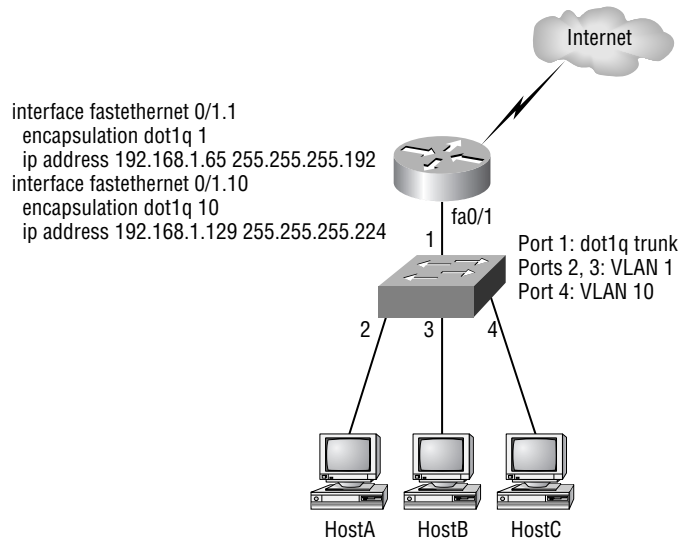 Internet
interface fastethernet 0/1.1
encapsulation dot1q 1
ip address 192.168.1.65 255.255.255.192
interface fastethernet 0/1.10
encapsulation dot1q 10
ip address 192.168.1.129 255.255.255.224
fa0/1
1
Port 1: dot1q trunk
Ports 2, 3: VLAN 1
Port 4: VLAN 10
2 3 4
HostA HostB HostC